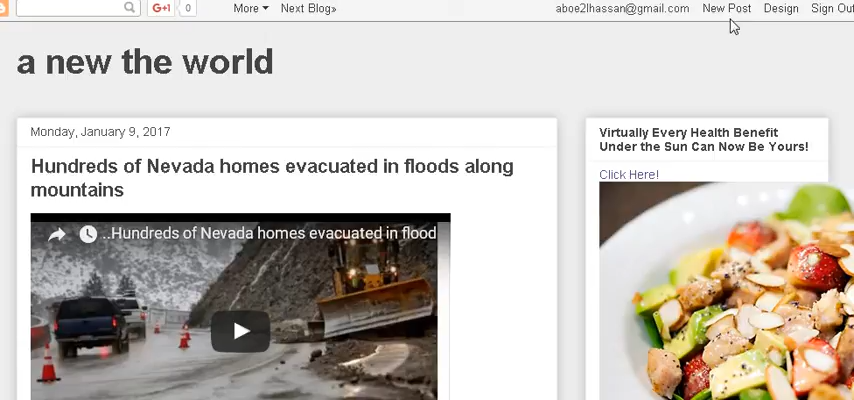 G+1 0 More Next Blog» aboe2lhassan@gmail.com New Post Design Sign Out
a new the world
Monday, January 9, 2017
Hundreds of Nevada homes evacuated in floods along
mountains
..Hundreds of Nevada homes evacuated in flood
Virtually Every Health Benefit
Under the Sun Can Now Be Yours!
Click Here!